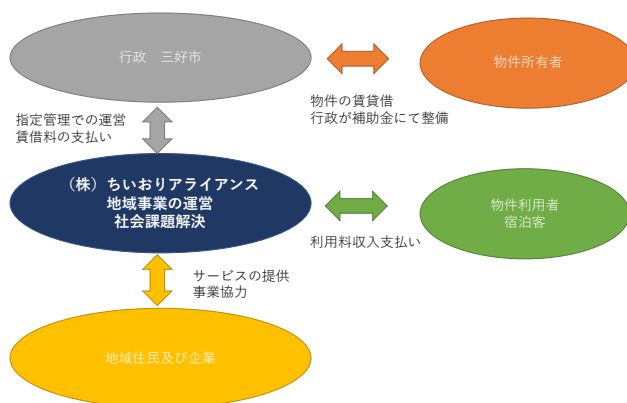 行政　三好市
物件所有者
物件の賃貸借
行政が補助金にて整備
指定管理での運営
賃借料の支払い
（株）ちいおりアライアンス
地域事業の運営
社会課題解決
物件利用者
宿泊客
利用料収入支払い
サービスの提供
事業協力
地域住民及び企業